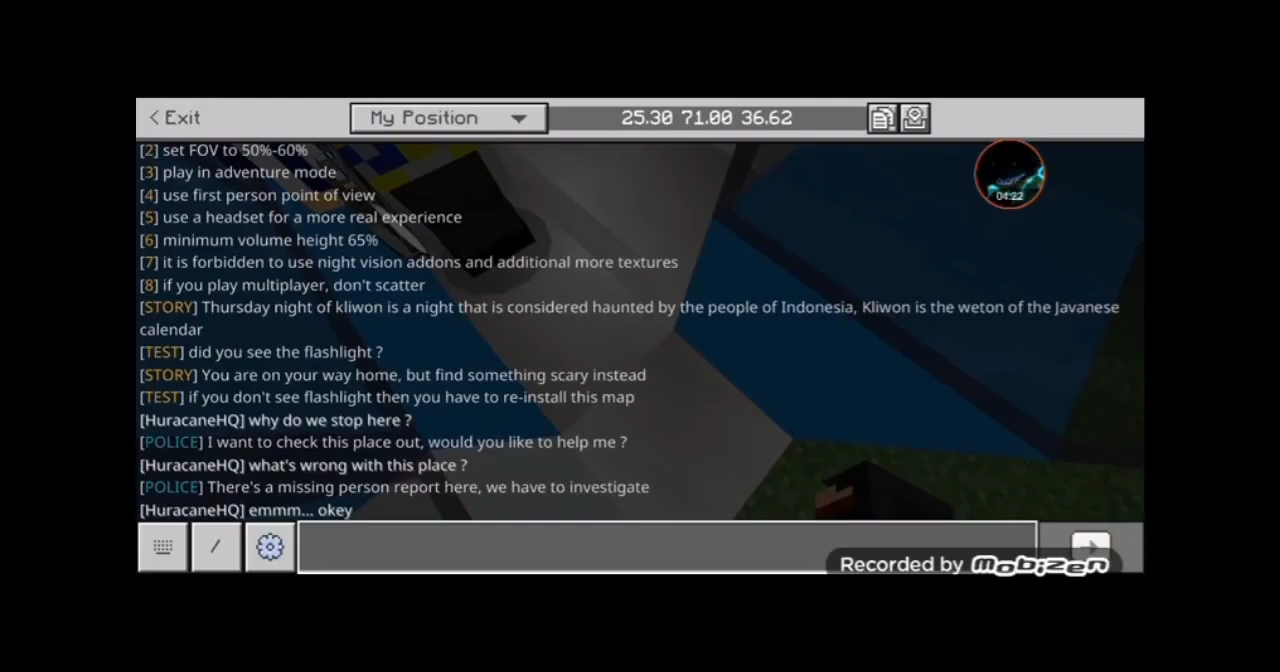 < Exit
My Position
25.30 71.00 36.62
[2] set FOV to 50%-60%
[3] play in adventure mode
[4] use first person point of view
[5] use a headset for a more real experience
[6] minimum volume height 65%
[7] it is forbidden to use night vision addons and additional more textures
[8] if you play multiplayer, don't scatter
[STORY] Thursday night of kliwon is a night that is considered haunted by the people of Indonesia, Kliwon is the weton of the Javanese
calendar
[TEST] did you see the flashlight ?
[STORY] You are on your way home, but find something scary instead
[TEST] if you don't see flashlight then you have to re-install this map
[HuracaneHQ] why do we stop here ?
[POLICE] I want to check this place out, would you like to help me ?
[HuracaneHQ] what's wrong with this place ?
[POLICE] There's a missing person report here, we have to investigate
[HuracaneHQ] emmm... okey
04:22
/
Recorded by mobizen